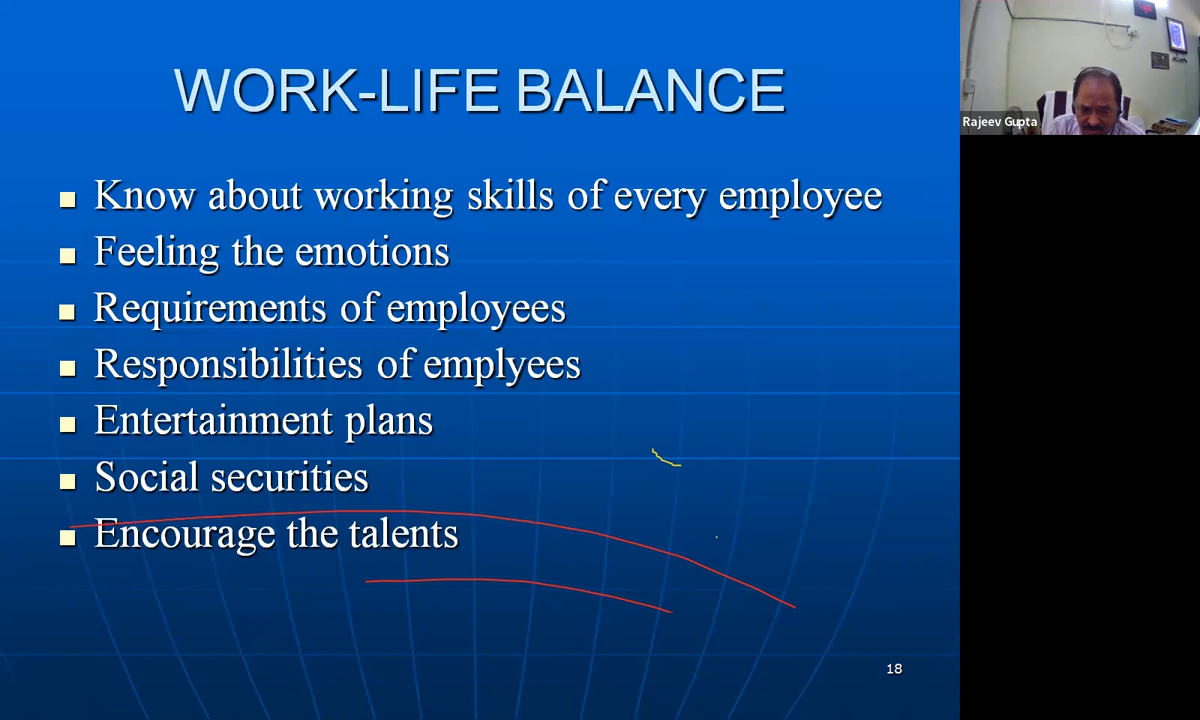 WORK-LIFE BALANCE
Know about working skills of every employee
Feeling the emotions
Requirements of employees
Responsibilities of emplyees
Entertainment plans
Social securities
Encourage the talents
18
Rajeev Gupta